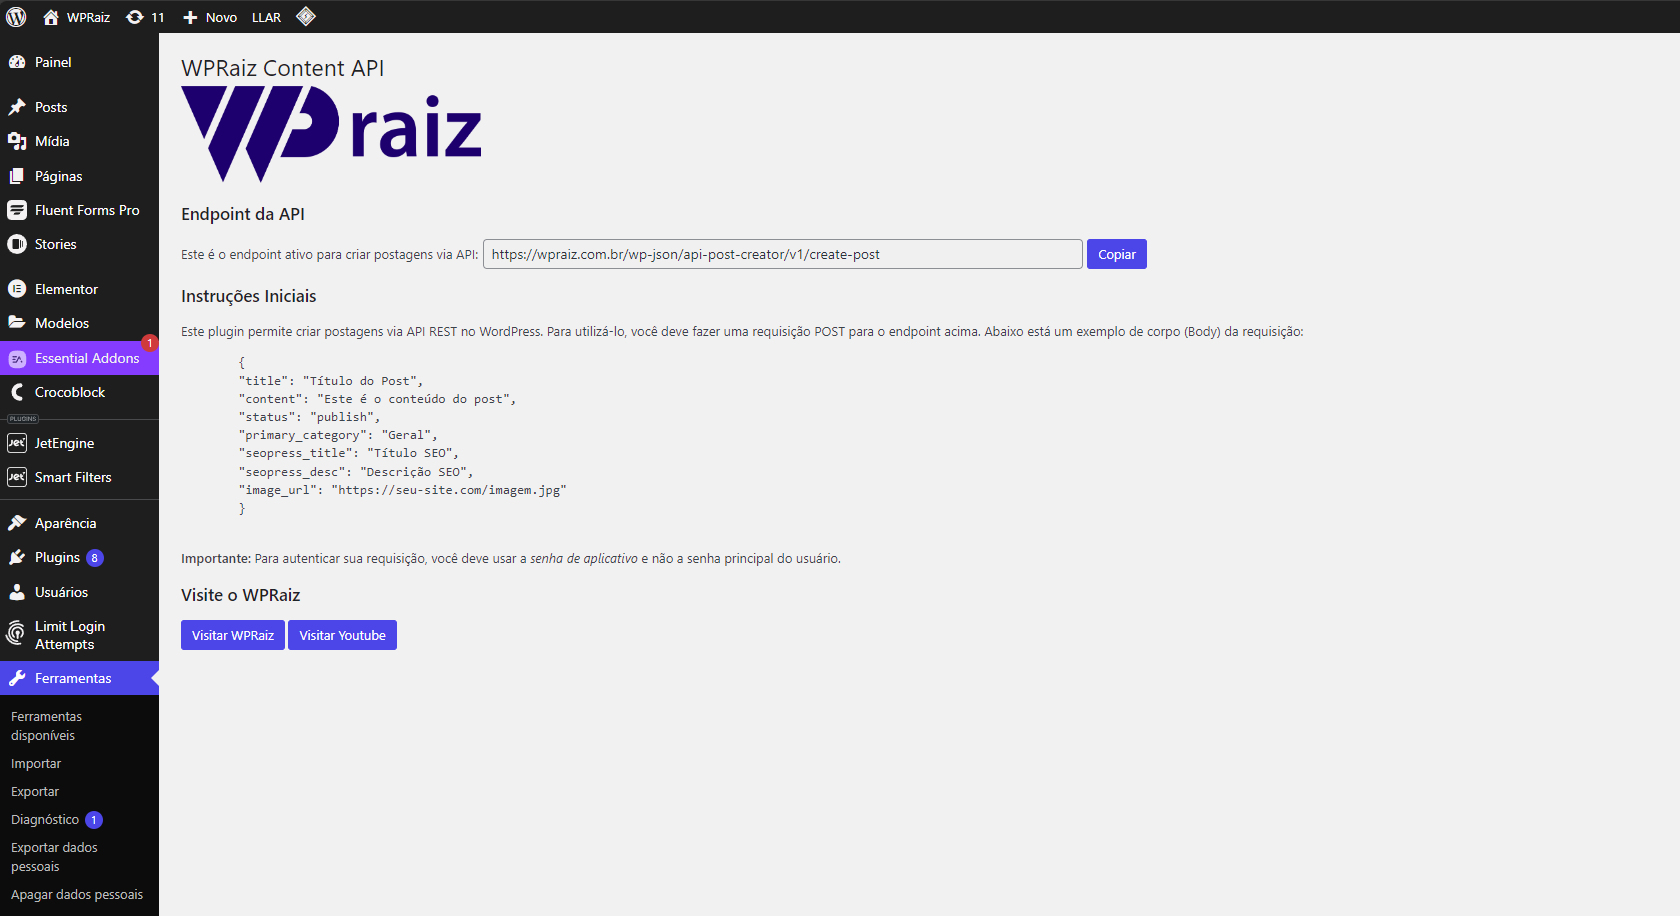 WPRaiz
11
Novo
LLAR
Painel
Posts
Mídia
Páginas
Fluent Forms Pro
Stories
Elementor
Modelos
1
Essential Addons
Crocoblock
PLUGINS
Jet
JetEngine
Jet
Smart Filters
Aparência
Plugins 8
Usuários
Limit Login
Attempts
Ferramentas
Ferramentas
disponíveis
Importar
Exportar
Diagnóstico 1
Exportar dados
pessoais
Apagar dados pessoais
WPRaiz Content API
WP raiz
Endpoint da API
Este é o endpoint ativo para criar postagens via API: https://wpraiz.com.br/wp-json/api-post-creator/v1/create-post Copiar
Instruções Iniciais
Este plugin permite criar postagens via API REST no WordPress. Para utilizá-lo, você deve fazer uma requisição POST para o endpoint acima. Abaixo está um exemplo de corpo (Body) da requisição:
{
"title": "Título do Post",
"content": "Este é o conteúdo do post",
"status": "publish",
"primary_category": "Geral",
"seopress_title": "Título SEO",
"seopress_desc": "Descrição SEO",
"image_url": "https://seu-site.com/imagem.jpg"
}
Importante: Para autenticar sua requisição, você deve usar a senha de aplicativo e não a senha principal do usuário.
Visite o WPRaiz
Visitar WPRaiz
Visitar Youtube